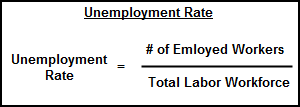 Unemployment Rate
# of Emloyed Workers
Unemployment
Rate
=
Total Labor Workforce